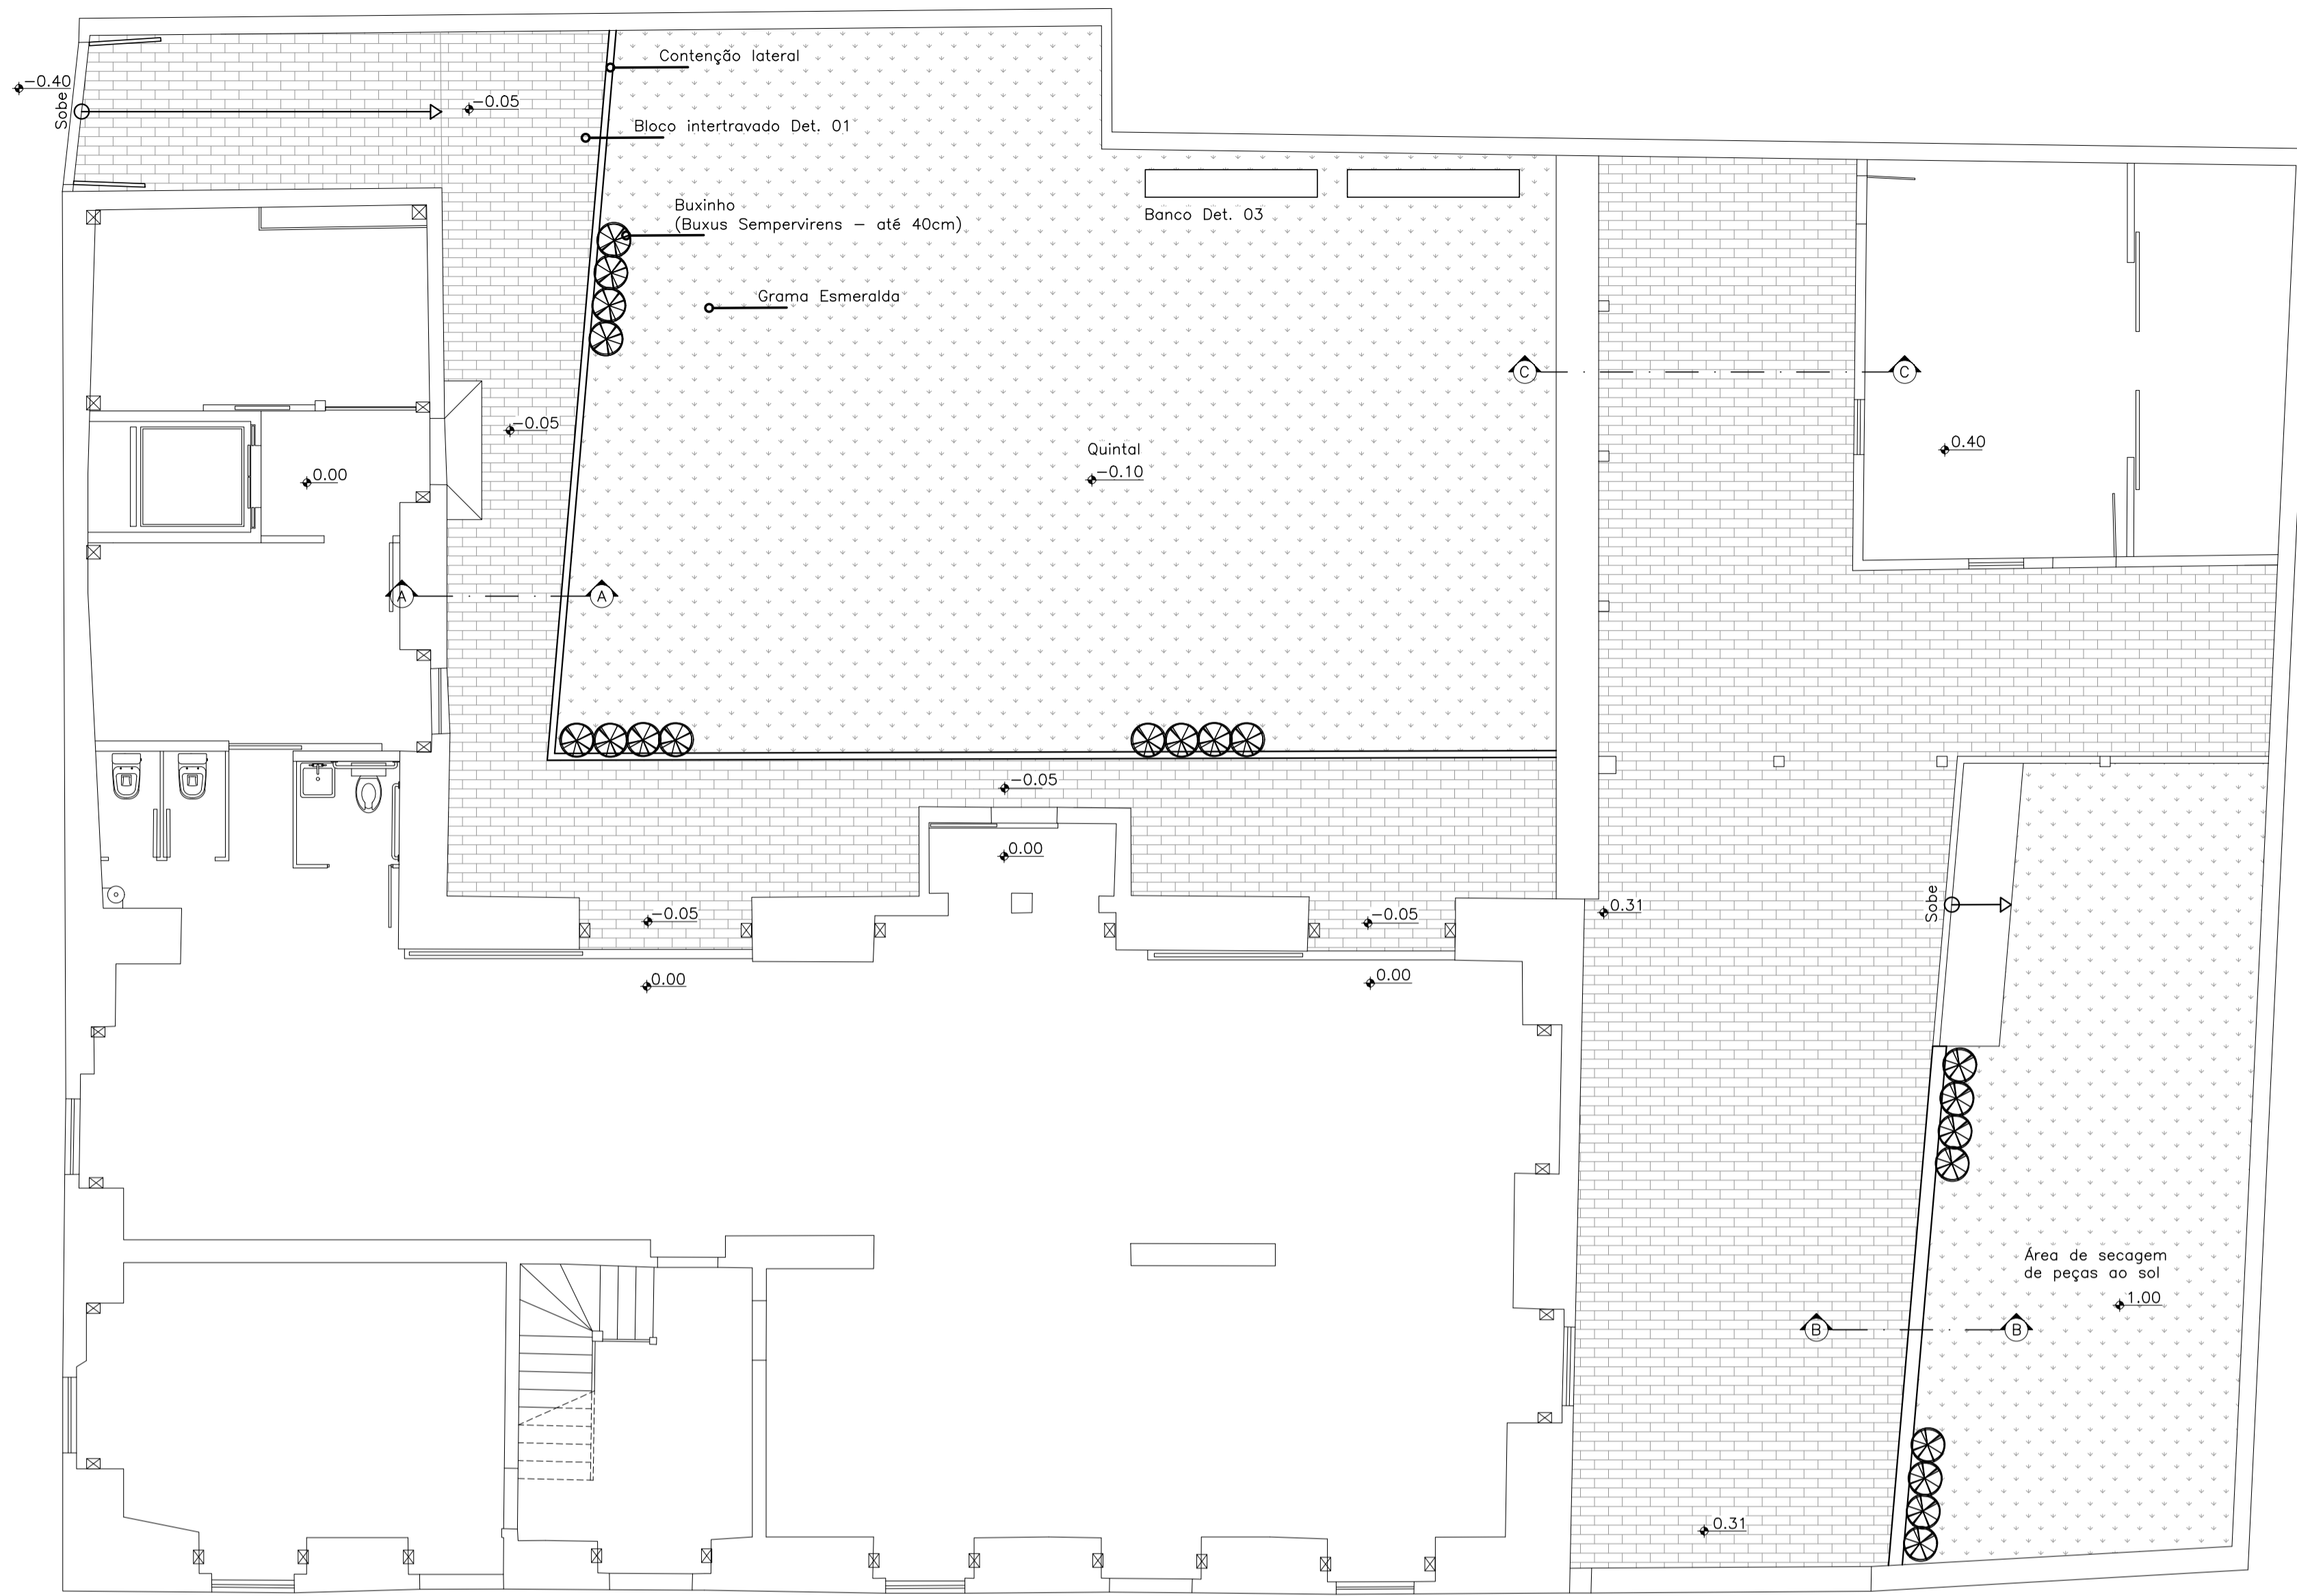 Contenção lateral
-0.40
Sobe
-0.05
Bloco intertravado Det. 01
Buxinho
(Buxus Sempervirens - até 40cm)
Banco Det. 03
Grama Esmeralda
C
C
-0.05
Quintal
-0.10
0.40
0.00
A
A
-0.05
0.00
Sobe
-0.05
-0.05
0.31
0.00
0.00
Área de secagem
de peças ao sol
1.00
B
B
0.31